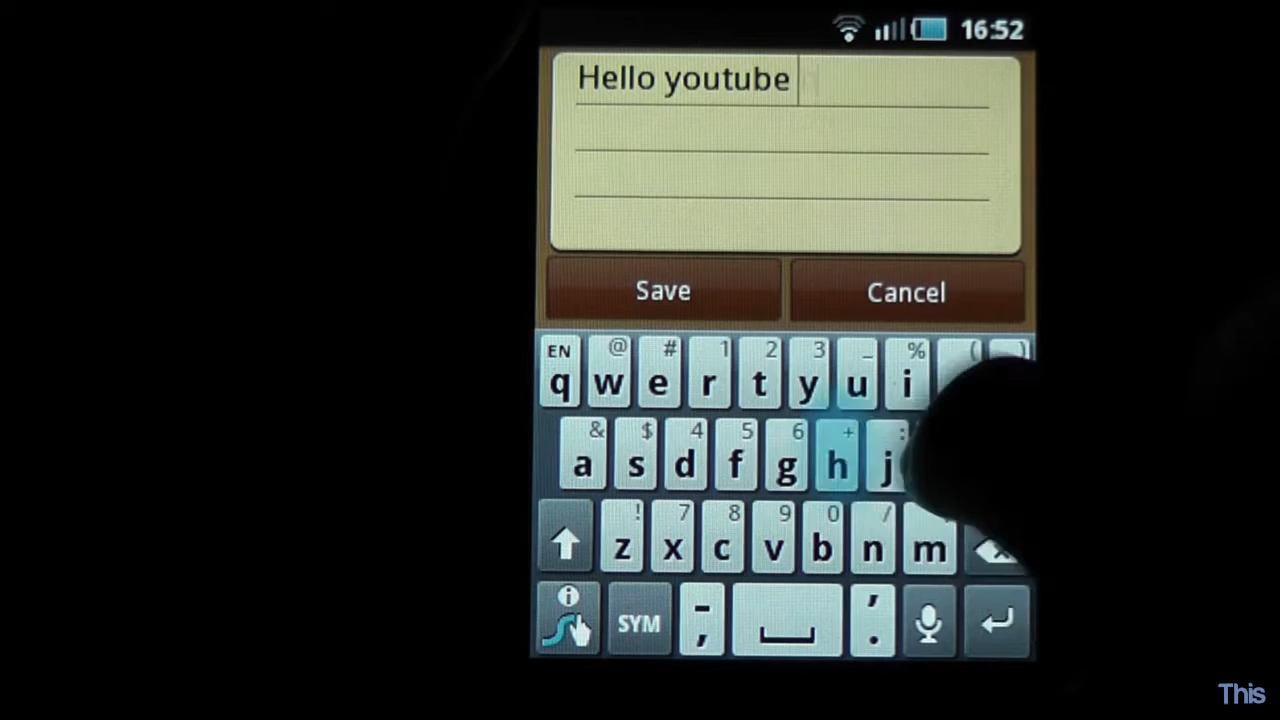 16:52
Hello youtube
Save Cancel
EN @ # 1 2 3 _ % ( )
q w e r t y u i
& $ 4 5 6 + :
a s d f g h j
! 7 8 9 0 /
z x c v b n m
SYM - , ' .
This